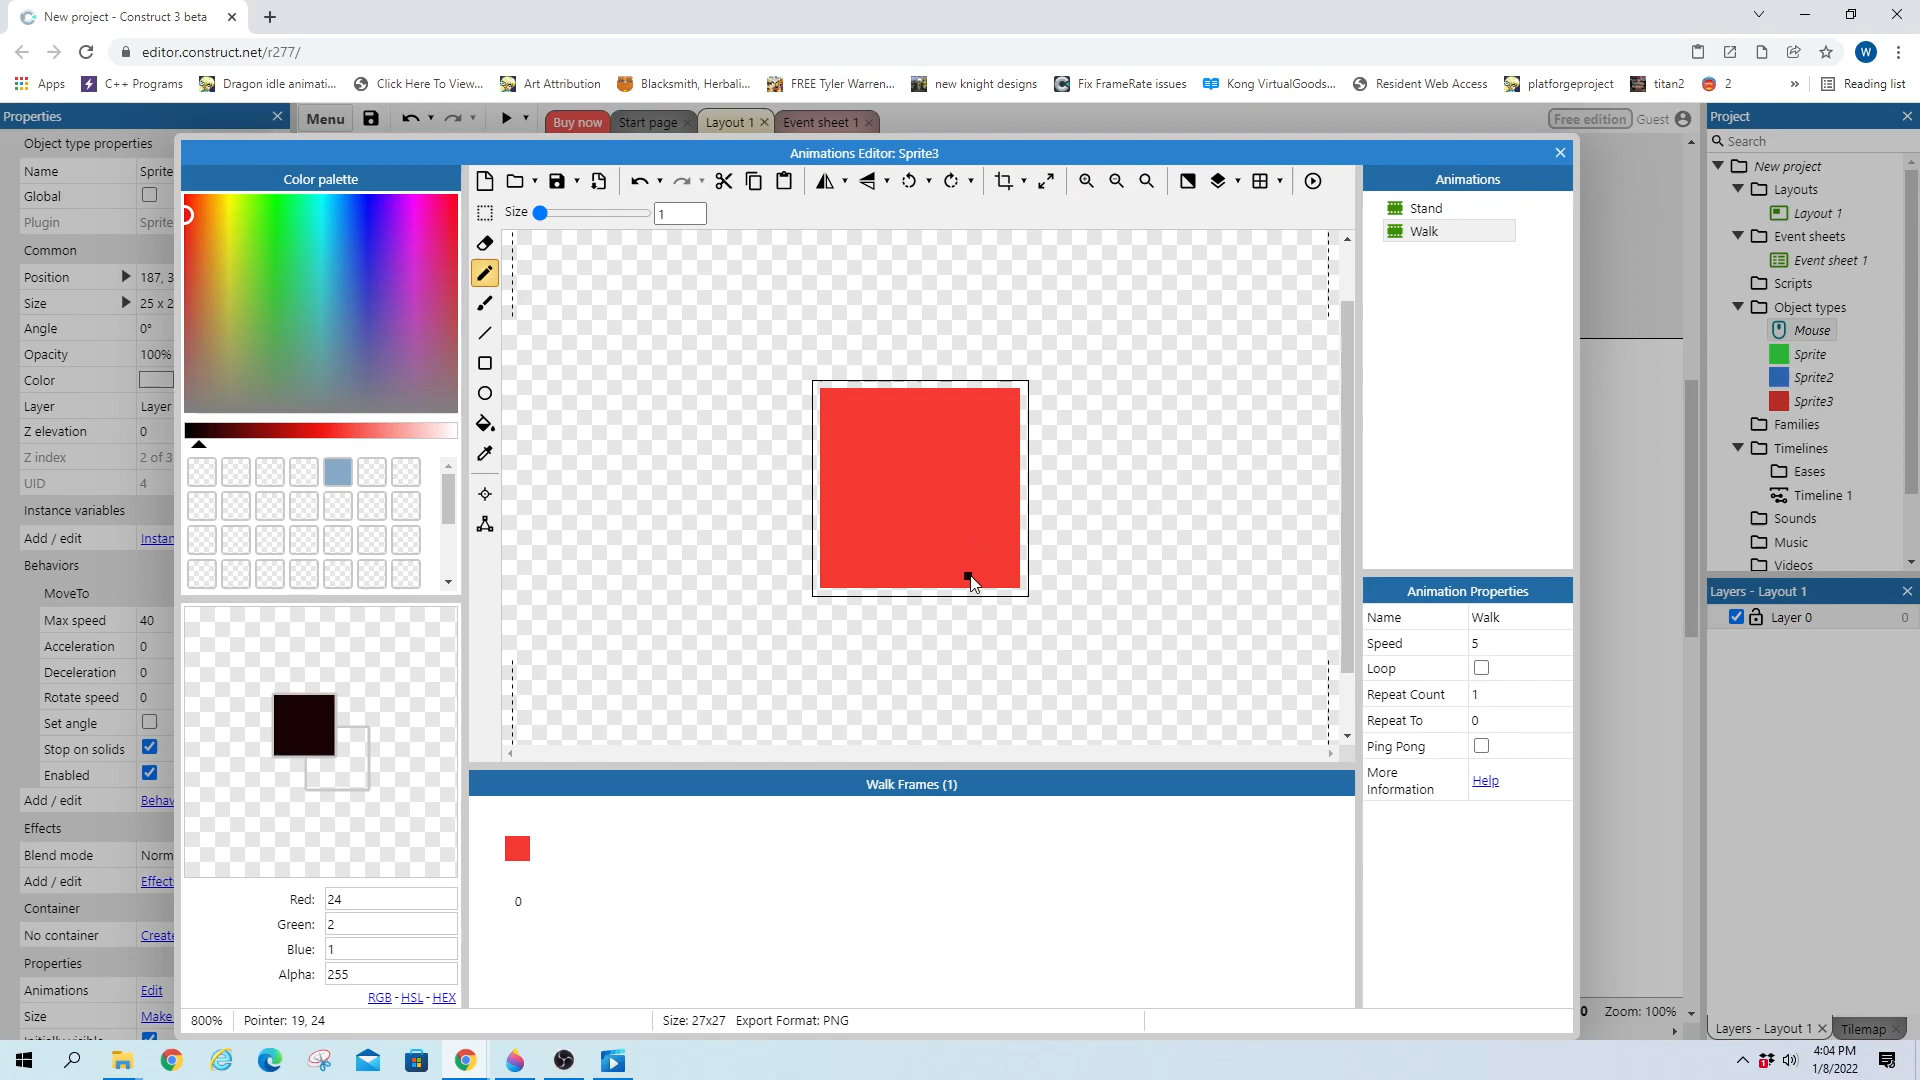 New project - Construct 3 beta
editor.construct.net/r277/
W
Apps
C++ Programs
Dragon idle animati...
Click Here To View...
Art Attribution
Blacksmith, Herbali...
FREE Tyler Warren...
new knight designs
Fix FrameRate issues
Kong VirtualGoods...
Resident Web Access
platforgeproject
titan2
2
»
Reading list
Properties
Menu
Buy now
Start page
Layout 1
Event sheet 1
Free edition
Guest
Project
Object type properties
Name
Sprite
Global
Plugin
Sprite
Common
Position
187, 3
Size
25 x 2
Angle
0°
Opacity
100%
Color
Layer
Layer
Z elevation
0
Z index
2 of 3
UID
4
Instance variables
Add / edit
Instan
Behaviors
MoveTo
Max speed
40
Acceleration
0
Deceleration
0
Rotate speed
0
Set angle
Stop on solids
Enabled
Add / edit
Behav
Effects
Blend mode
Norm
Add / edit
Effect
Container
No container
Create
Properties
Animations
Edit
Size
Make
Initially visible
Animations Editor: Sprite3
Color palette
Size
1
Red:
24
Green:
2
Blue:
1
Alpha:
255
RGB - HSL - HEX
800%
Pointer: 19, 24
Size: 27x27
Export Format: PNG
Walk Frames (1)
0
Animations
Stand
Walk
Animation Properties
Name
Walk
Speed
5
Loop
Repeat Count
1
Repeat To
0
Ping Pong
More
Information
Help
Search
New project
Layouts
Layout 1
Event sheets
Event sheet 1
Scripts
Object types
Mouse
Sprite
Sprite2
Sprite3
Families
Timelines
Eases
Timeline 1
Sounds
Music
Videos
Layers - Layout 1
Layer 0
0
0
Zoom: 100%
Layers - Layout 1
Tilemap
4:04 PM
1/8/2022